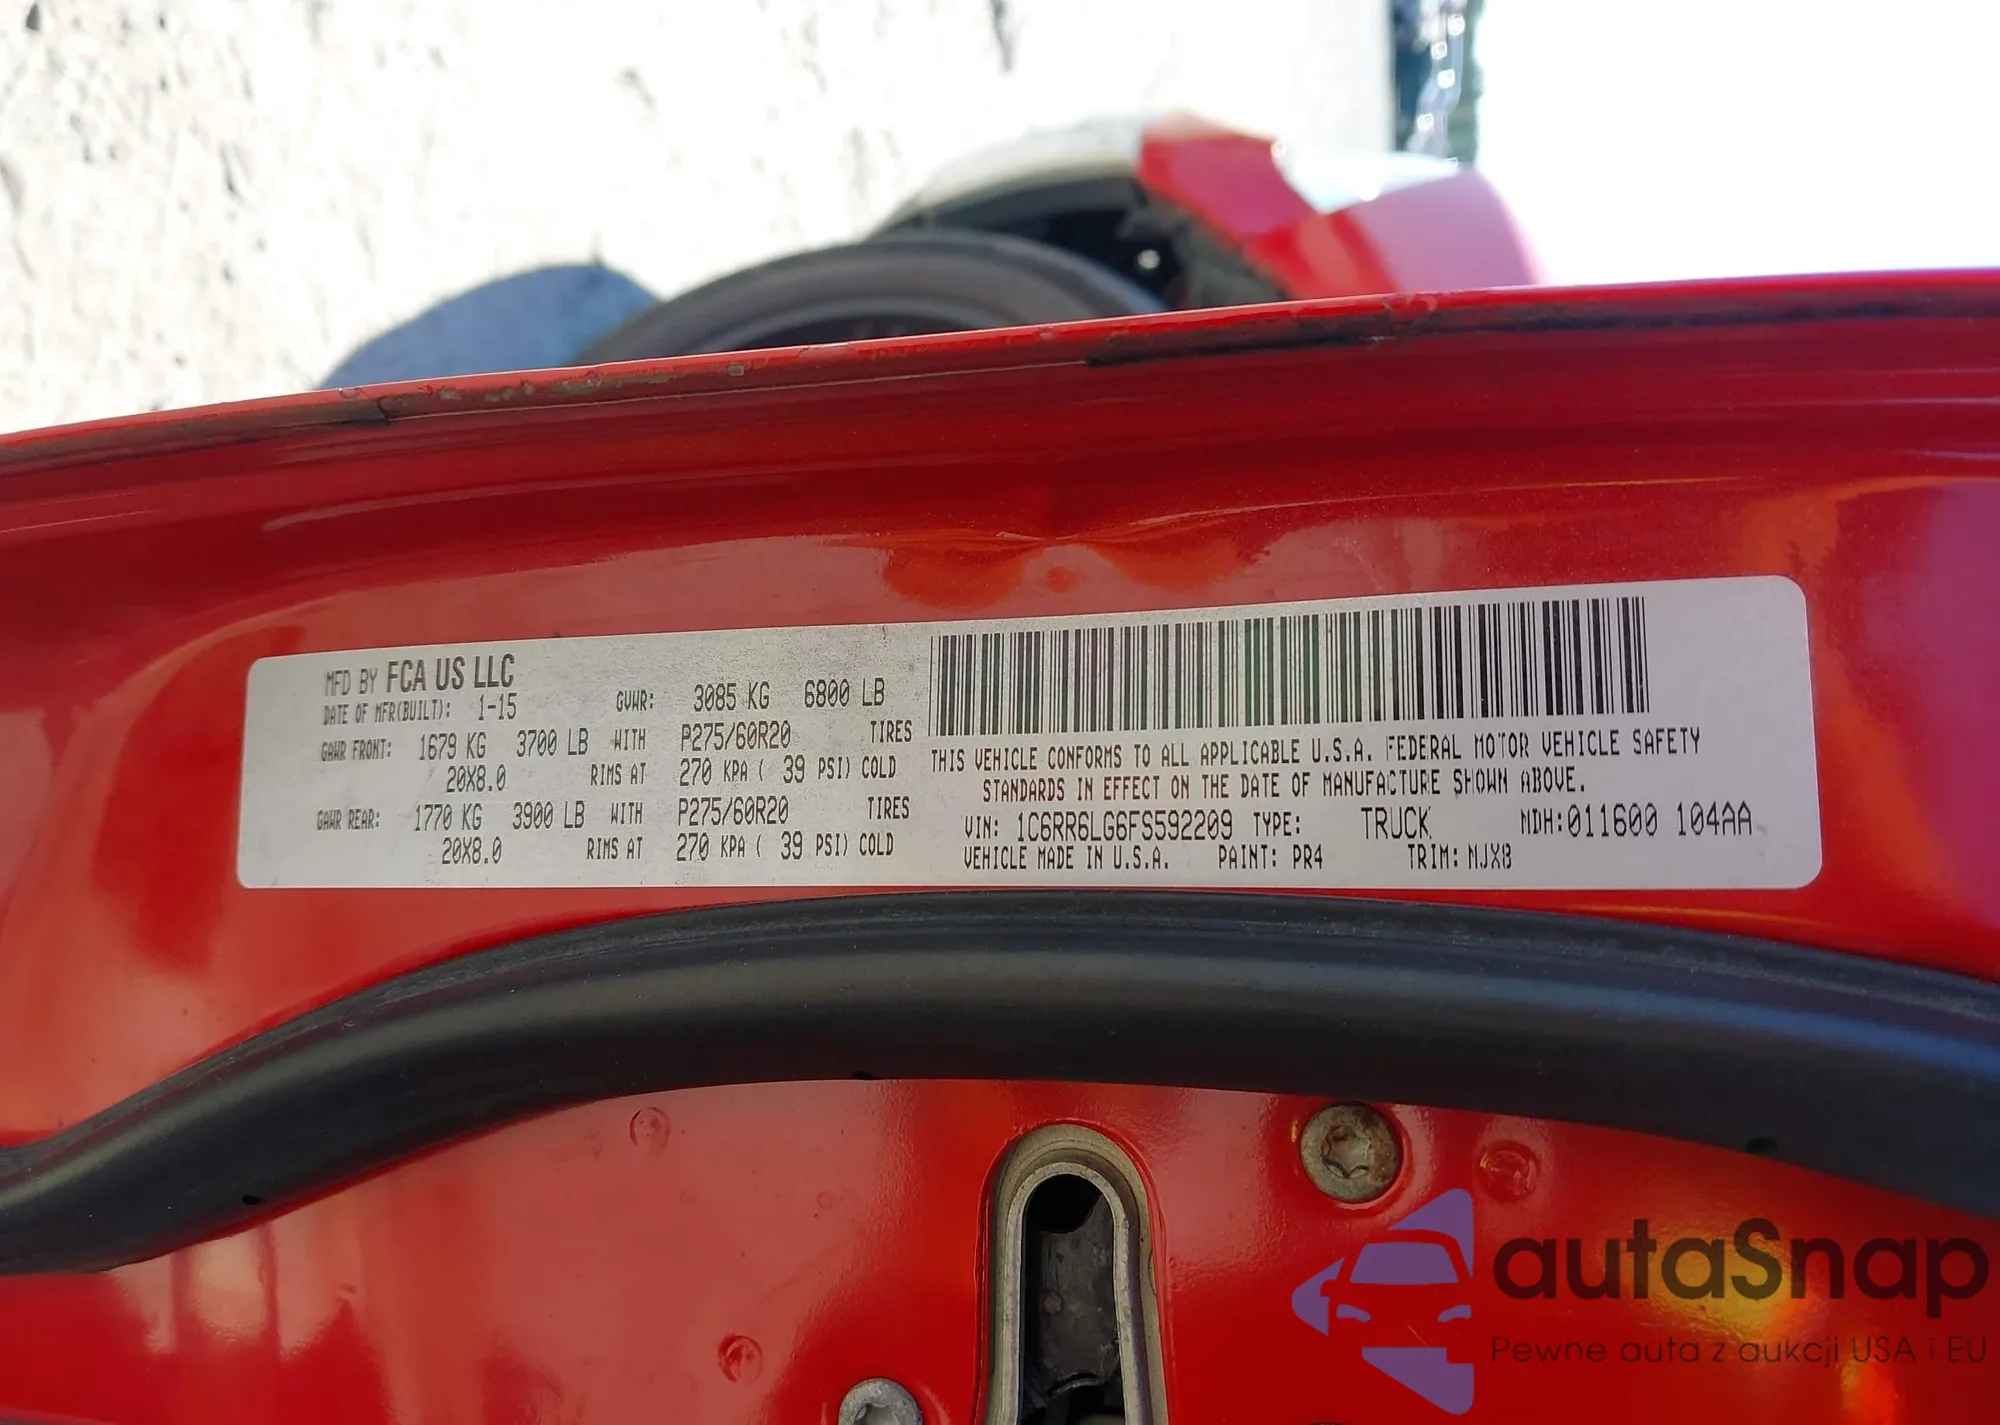 MFD BY FCA US LLC
DATE OF MFR(BUILT): 1-15 GVWR: 3085 KG 6800 LB
GAWR FRONT: 1679 KG 3700 LB WITH P275/60R20 TIRES
20X8.0 RIMS AT 270 KPA ( 39 PSI) COLD
GAWR REAR: 1770 KG 3900 LB WITH P275/60R20 TIRES
20X8.0 RIMS AT 270 KPA ( 39 PSI) COLD
THIS VEHICLE CONFORMS TO ALL APPLICABLE U.S.A. FEDERAL MOTOR VEHICLE SAFETY
STANDARDS IN EFFECT ON THE DATE OF MANUFACTURE SHOWN ABOVE.
VIN: 1C6RR6LG6FS592209 TYPE: TRUCK MDH:011600 104AA
VEHICLE MADE IN U.S.A. PAINT: PR4 TRIM: MJX8
autaSnap
Pewne auta z aukcji USA i EU